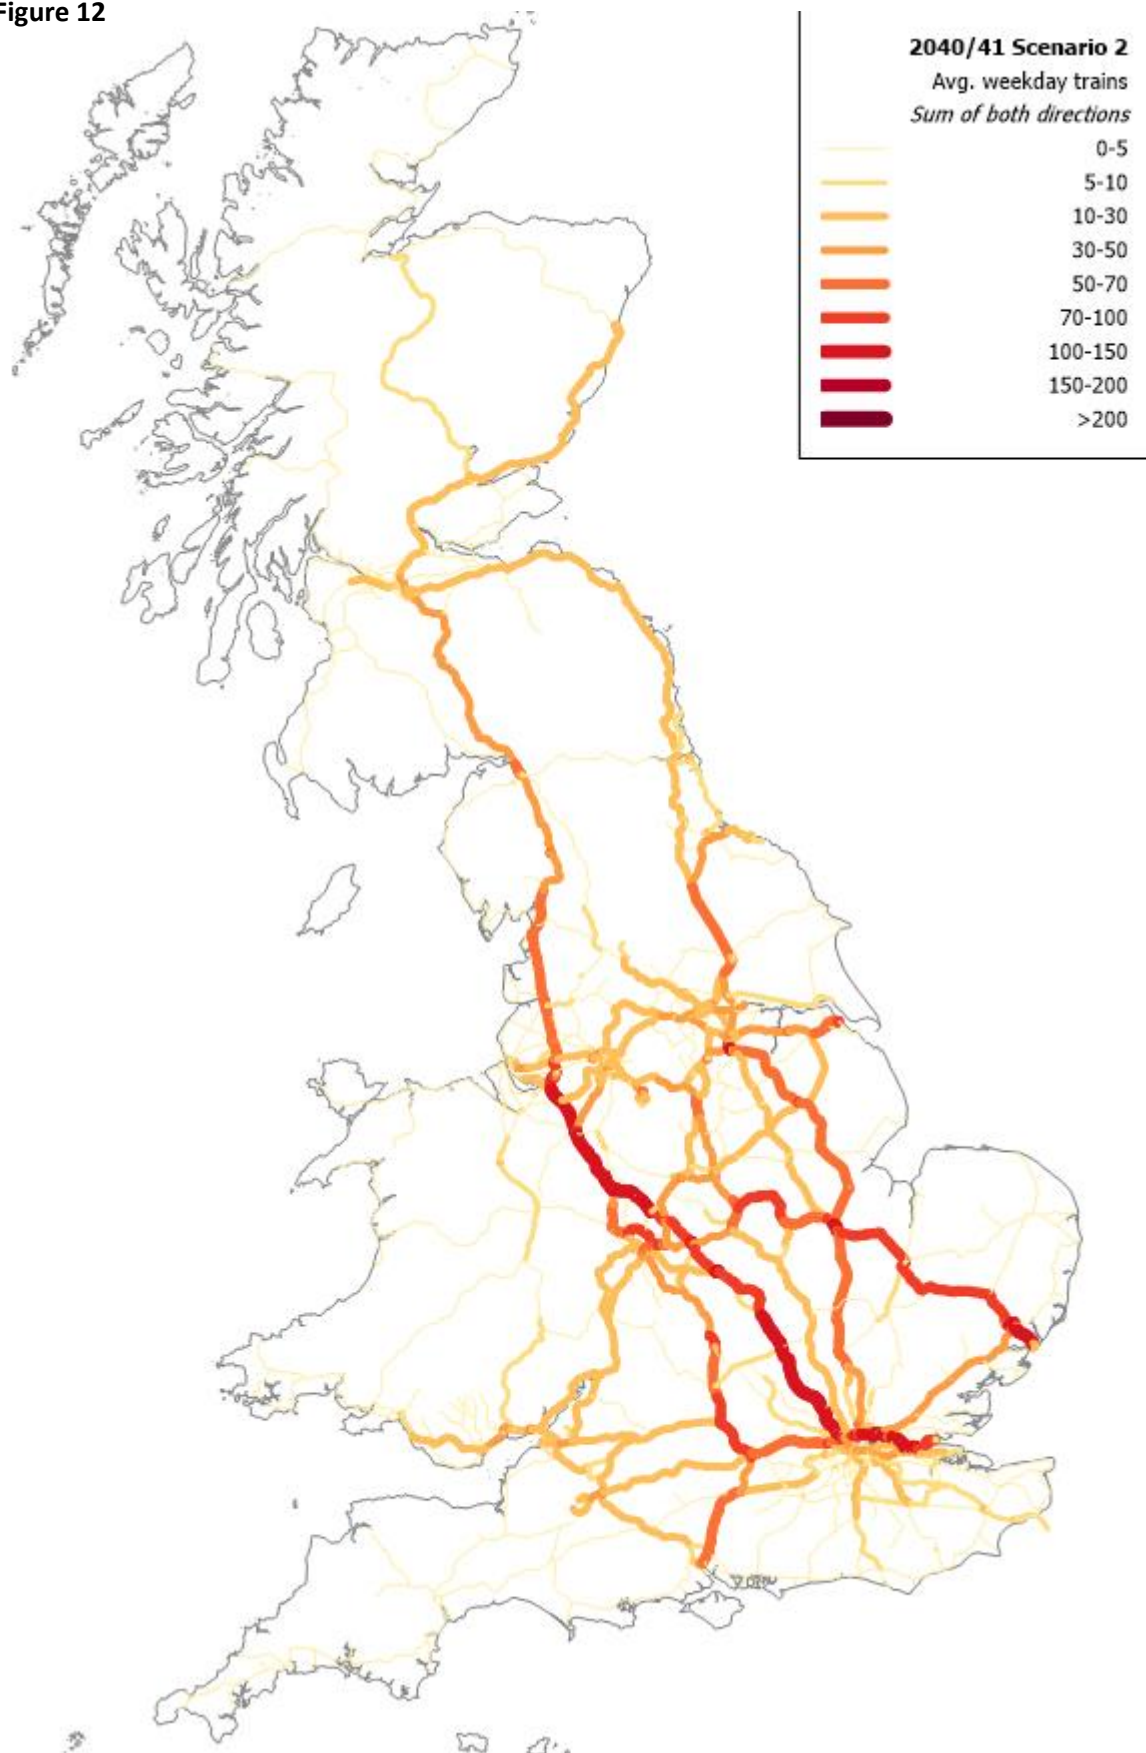 Figure 12
2040/41 Scenario 2
Avg. weekday trains
Sum of both directions
0-5
5-10
10-30
30-50
50-70
70-100
100-150
150-200
>200